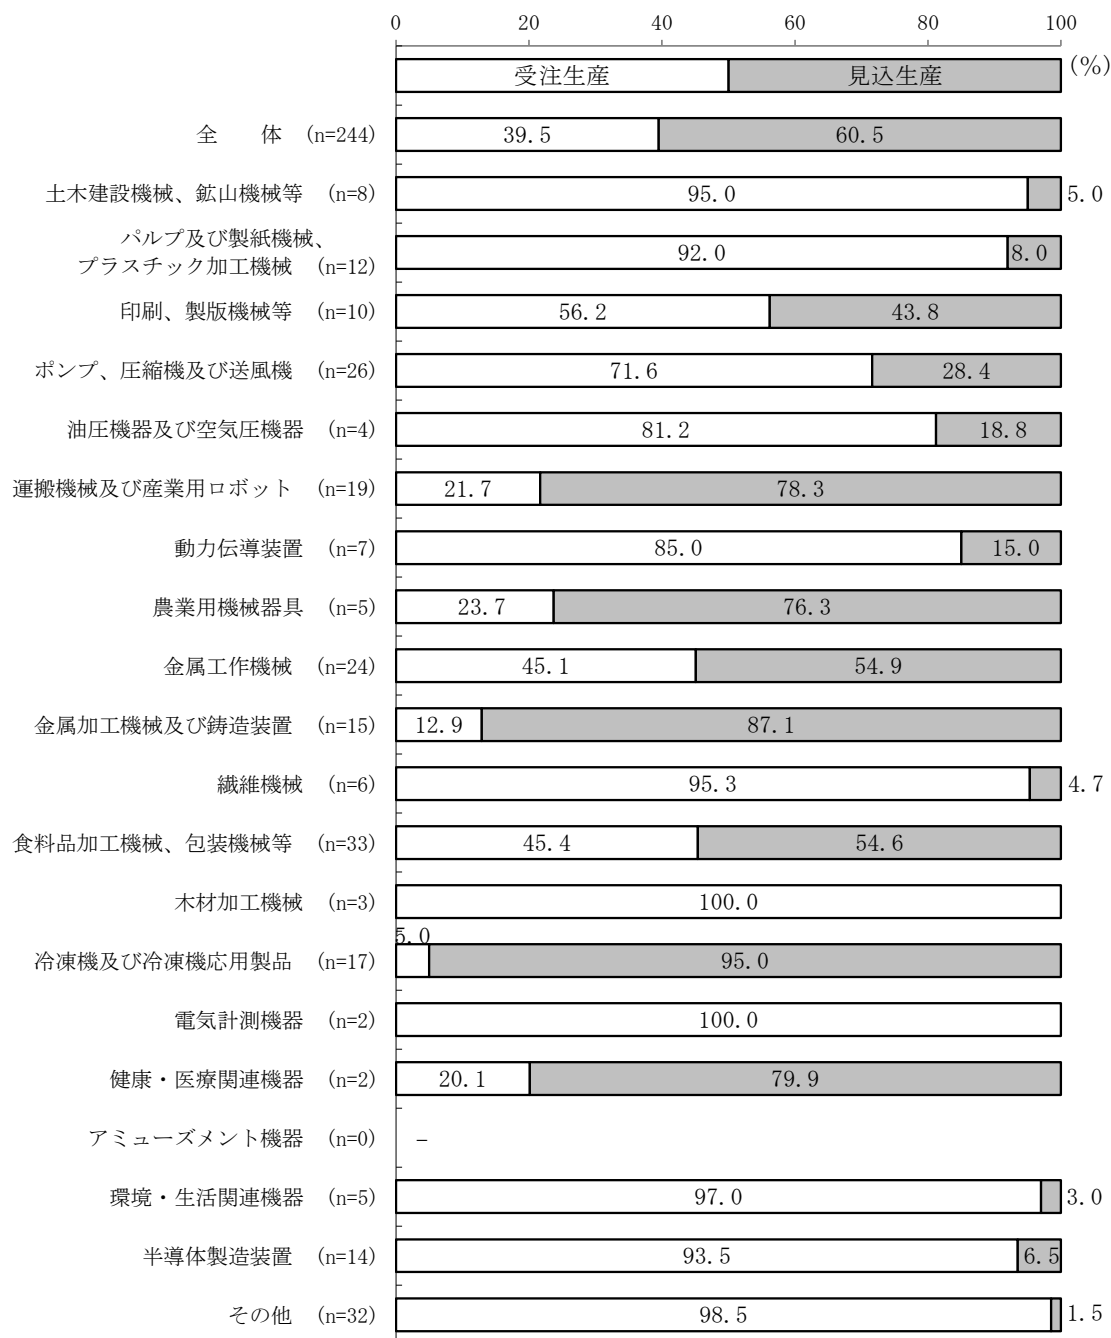 0 20 40 60 80 100
(%)
受注生産 見込生産
全　体 (n=244) 39.5 60.5
土木建設機械、鉱山機械等 (n=8) 95.0 5.0
パルプ及び製紙機械、
プラスチック加工機械 (n=12) 92.0 8.0
印刷、製版機械等 (n=10) 56.2 43.8
ポンプ、圧縮機及び送風機 (n=26) 71.6 28.4
油圧機器及び空気圧機器 (n=4) 81.2 18.8
運搬機械及び産業用ロボット (n=19) 21.7 78.3
動力伝導装置 (n=7) 85.0 15.0
農業用機械器具 (n=5) 23.7 76.3
金属工作機械 (n=24) 45.1 54.9
金属加工機械及び鋳造装置 (n=15) 12.9 87.1
繊維機械 (n=6) 95.3 4.7
食料品加工機械、包装機械等 (n=33) 45.4 54.6
木材加工機械 (n=3) 100.0
冷凍機及び冷凍機応用製品 (n=17) 5.0 95.0
電気計測機器 (n=2) 100.0
健康・医療関連機器 (n=2) 20.1 79.9
アミューズメント機器 (n=0) −
環境・生活関連機器 (n=5) 97.0 3.0
半導体製造装置 (n=14) 93.5 6.5
その他 (n=32) 98.5 1.5